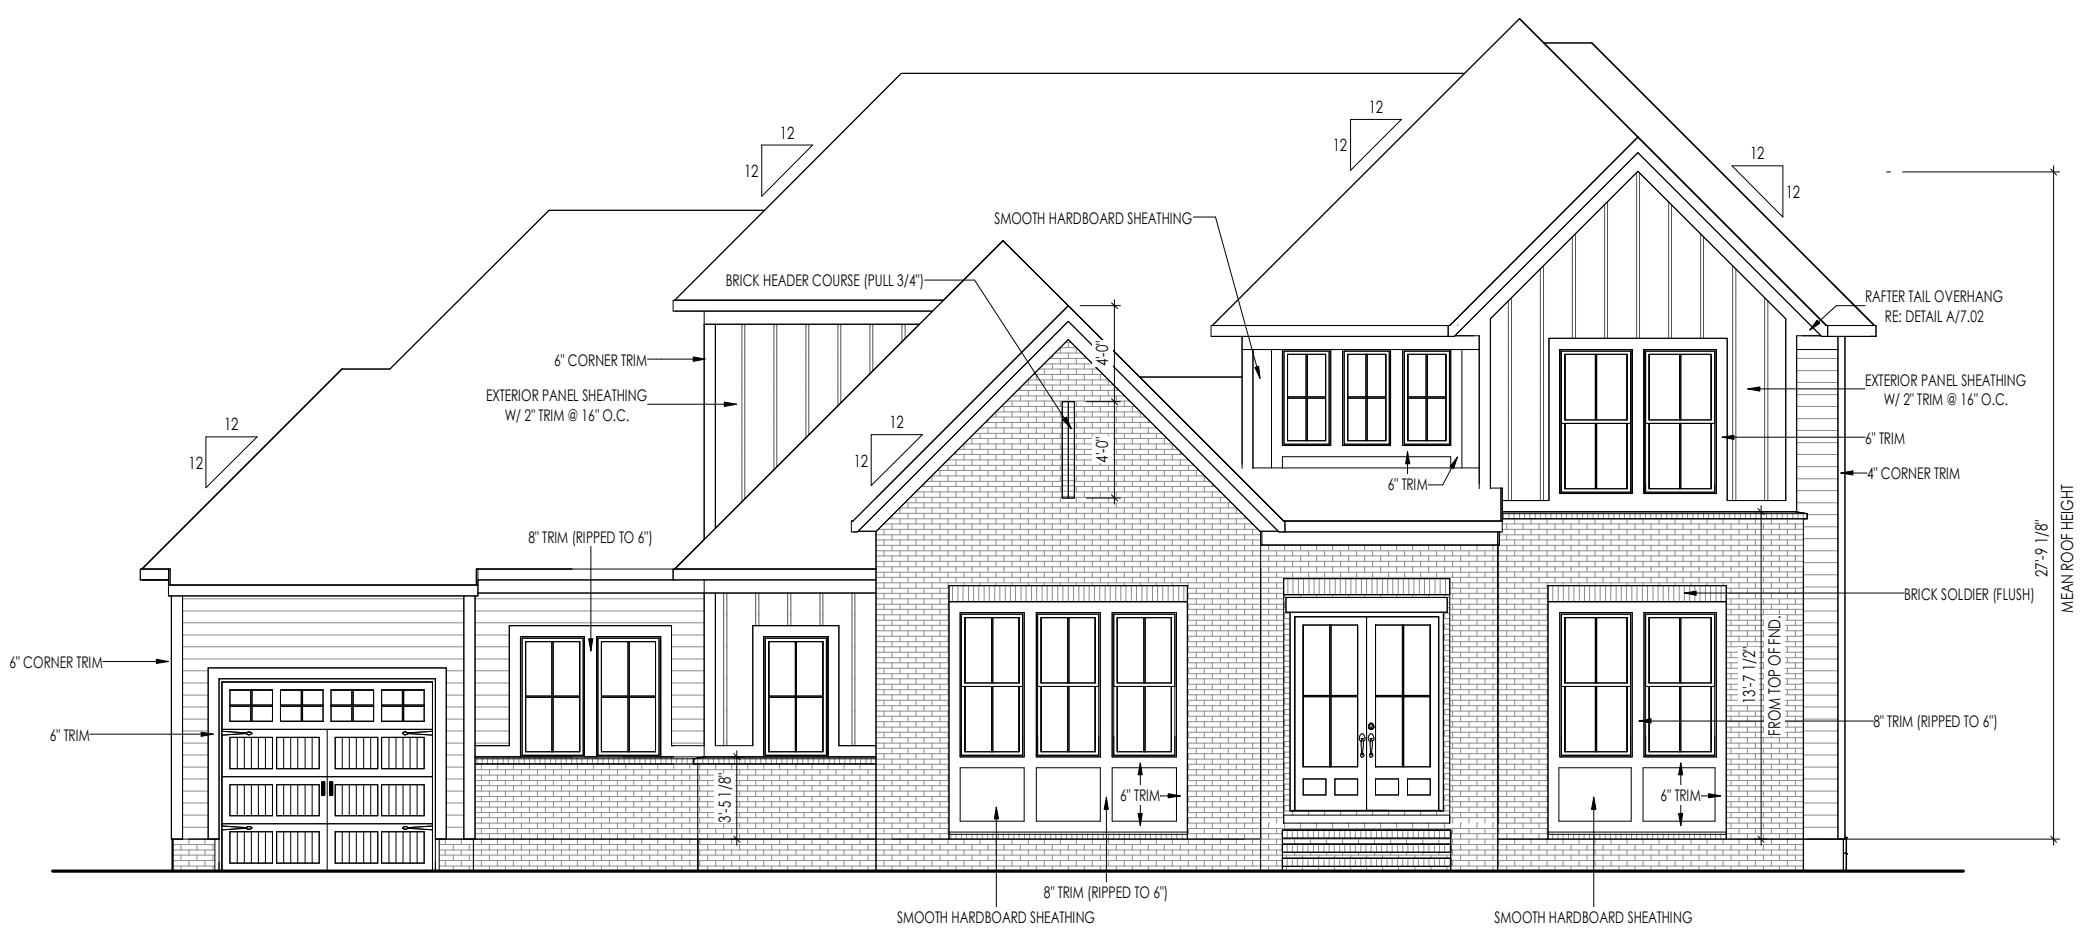 12
12
12
12
12
12
SMOOTH HARDBOARD SHEATHING
BRICK HEADER COURSE (PULL 3/4")
RAFTER TAIL OVERHANG
RE: DETAIL A/7.02
4'-0"
6" CORNER TRIM
EXTERIOR PANEL SHEATHING
W/ 2" TRIM @ 16" O.C.
EXTERIOR PANEL SHEATHING
W/ 2" TRIM @ 16" O.C.
12
12
12
12
4'-0"
6" TRIM
4" CORNER TRIM
6" TRIM
27'-9 1/8"
MEAN ROOF HEIGHT
8" TRIM (RIPPED TO 6")
BRICK SOLDIER (FLUSH)
6" CORNER TRIM
13'-7 1/2"
FROM TOP OF FND.
6" TRIM
8" TRIM (RIPPED TO 6")
3'-5 1/8"
6" TRIM
6" TRIM
8" TRIM (RIPPED TO 6")
SMOOTH HARDBOARD SHEATHING
SMOOTH HARDBOARD SHEATHING